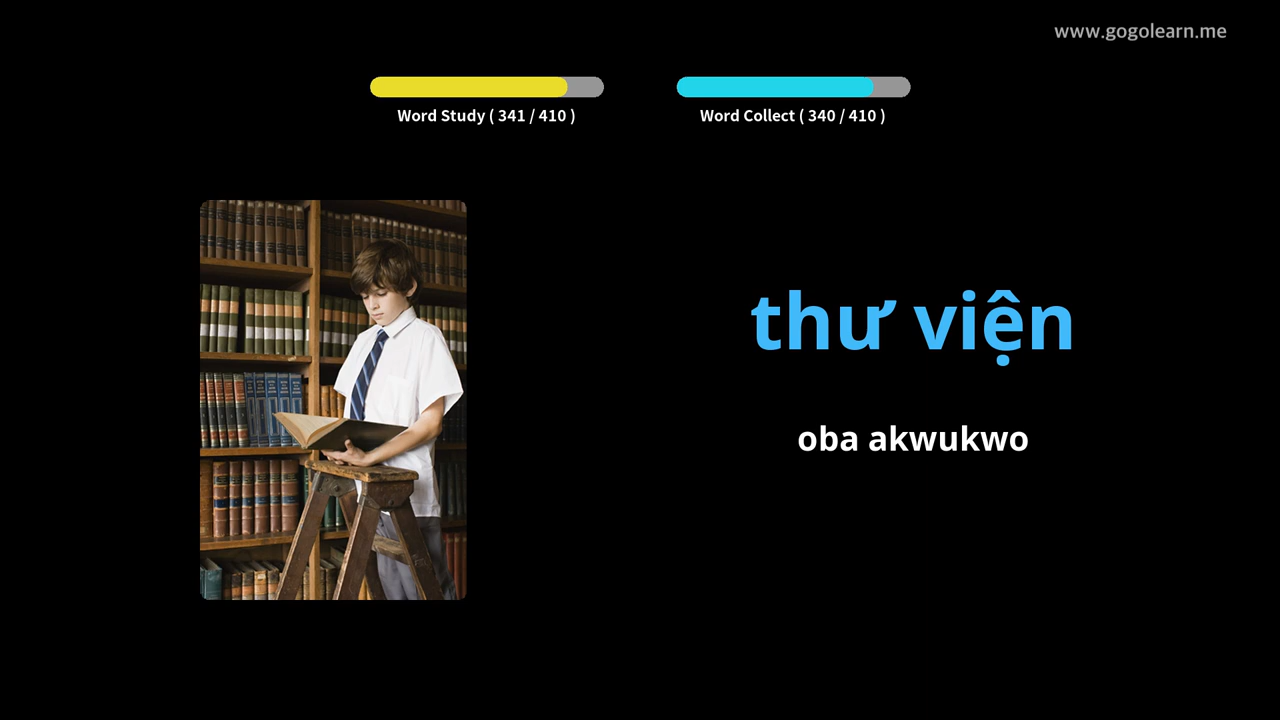 www.gogolearn.me
Word Study ( 341 / 410 )
Word Collect ( 340 / 410 )
thư viện
oba akwukwo